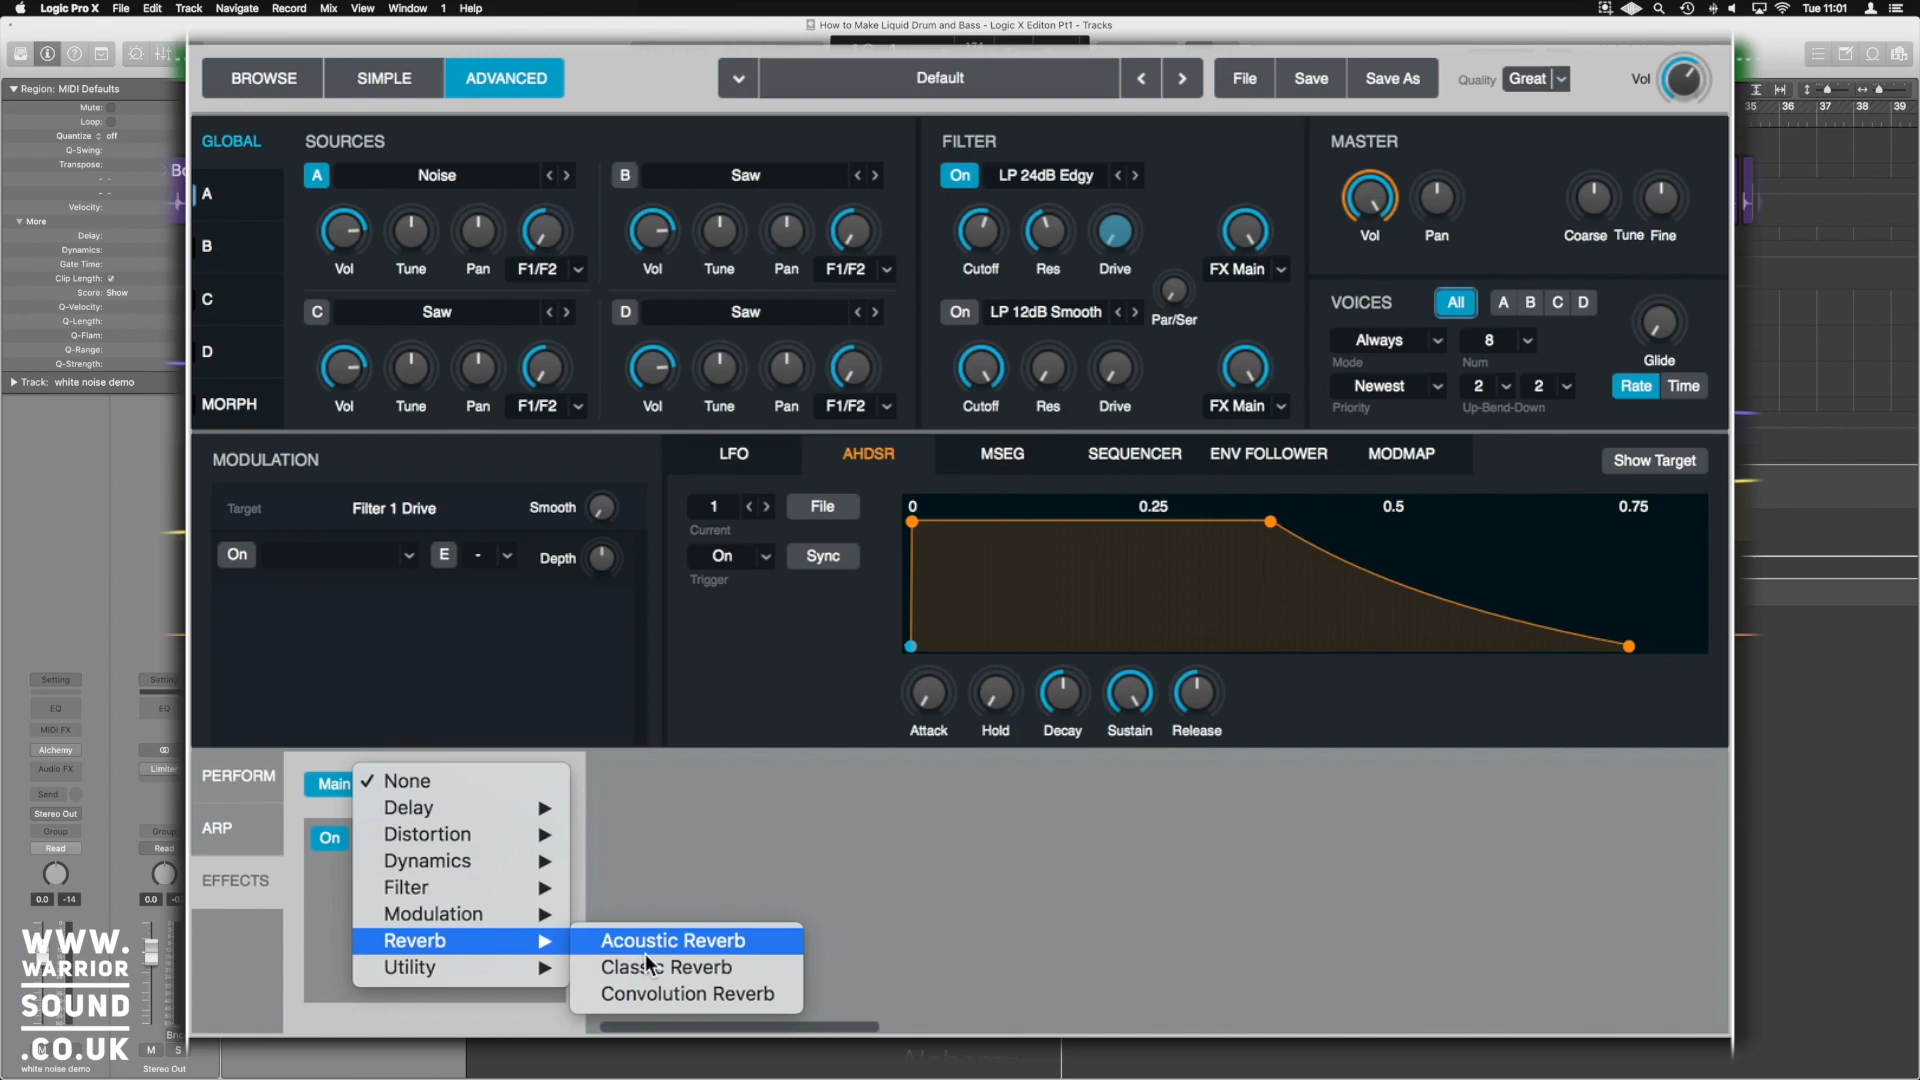 Logic Pro X File Edit Track Navigate Record Mix View Window 1 Help
Tue 11:01
How to Make Liquid Drum and Bass - Logic X Editon Pt1 - Tracks
Region: MIDI Defaults
Mute:
Loop:
Quantize off
Q-Swing:
Transpose:
Velocity:
More
Delay:
Dynamics:
Gate Time:
Clip Length:
Score: Show
Q-Velocity:
Q-Length:
Q-Flam:
Q-Range:
Q-Strength:
Track: white noise demo
35 36 37 38 39
BROWSE SIMPLE ADVANCED
Default
File Save Save As
Quality Great
Vol
GLOBAL
A
B
C
D
MORPH
SOURCES
A Noise
Vol Tune Pan F1/F2
B Saw
Vol Tune Pan F1/F2
C Saw
Vol Tune Pan F1/F2
D Saw
Vol Tune Pan F1/F2
FILTER
On LP 24dB Edgy
Cutoff Res Drive FX Main
Par/Ser
On LP 12dB Smooth
Cutoff Res Drive FX Main
MASTER
Vol Pan Coarse Tune Fine
VOICES All A B C D
Always 8
Mode Num
Newest 2 2
Priority Up-Bend-Down
Glide
Rate Time
MODULATION
Target Filter 1 Drive Smooth
On E - Depth
LFO AHDSR MSEG SEQUENCER ENV FOLLOWER MODMAP
Show Target
1 File
Current
On Sync
Trigger
0 0.25 0.5 0.75
Attack Hold Decay Sustain Release
PERFORM
ARP
EFFECTS
Main
On
✓ None
Delay
Distortion
Dynamics
Filter
Modulation
Reverb
Utility
Acoustic Reverb
Classic Reverb
Convolution Reverb
Setting
EQ
MIDI FX
Alchemy
Audio FX
Send
Stereo Out
Group
Read
0.0 -14
Setting
EQ
Limiter
Group
Read
0.0
M S
white noise demo
Stereo Out
WWW.
WARRIOR
SOUND
.CO.UK